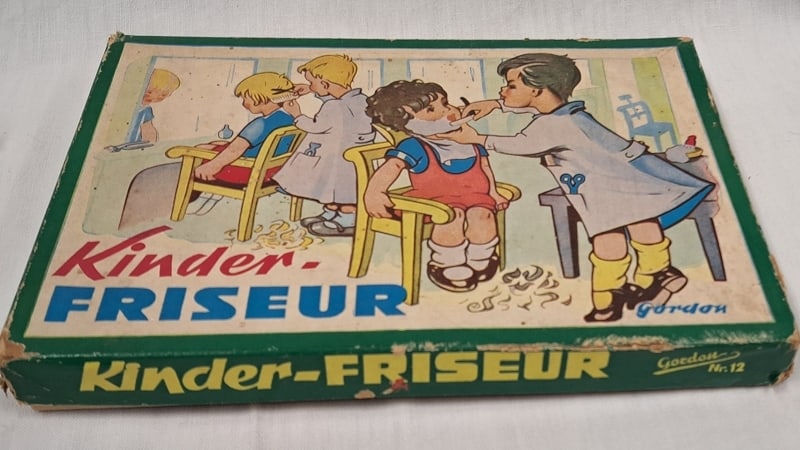 Kinder-
FRISEUR
Gordon
Kinder-FRISEUR
Gordon
Nr. 12